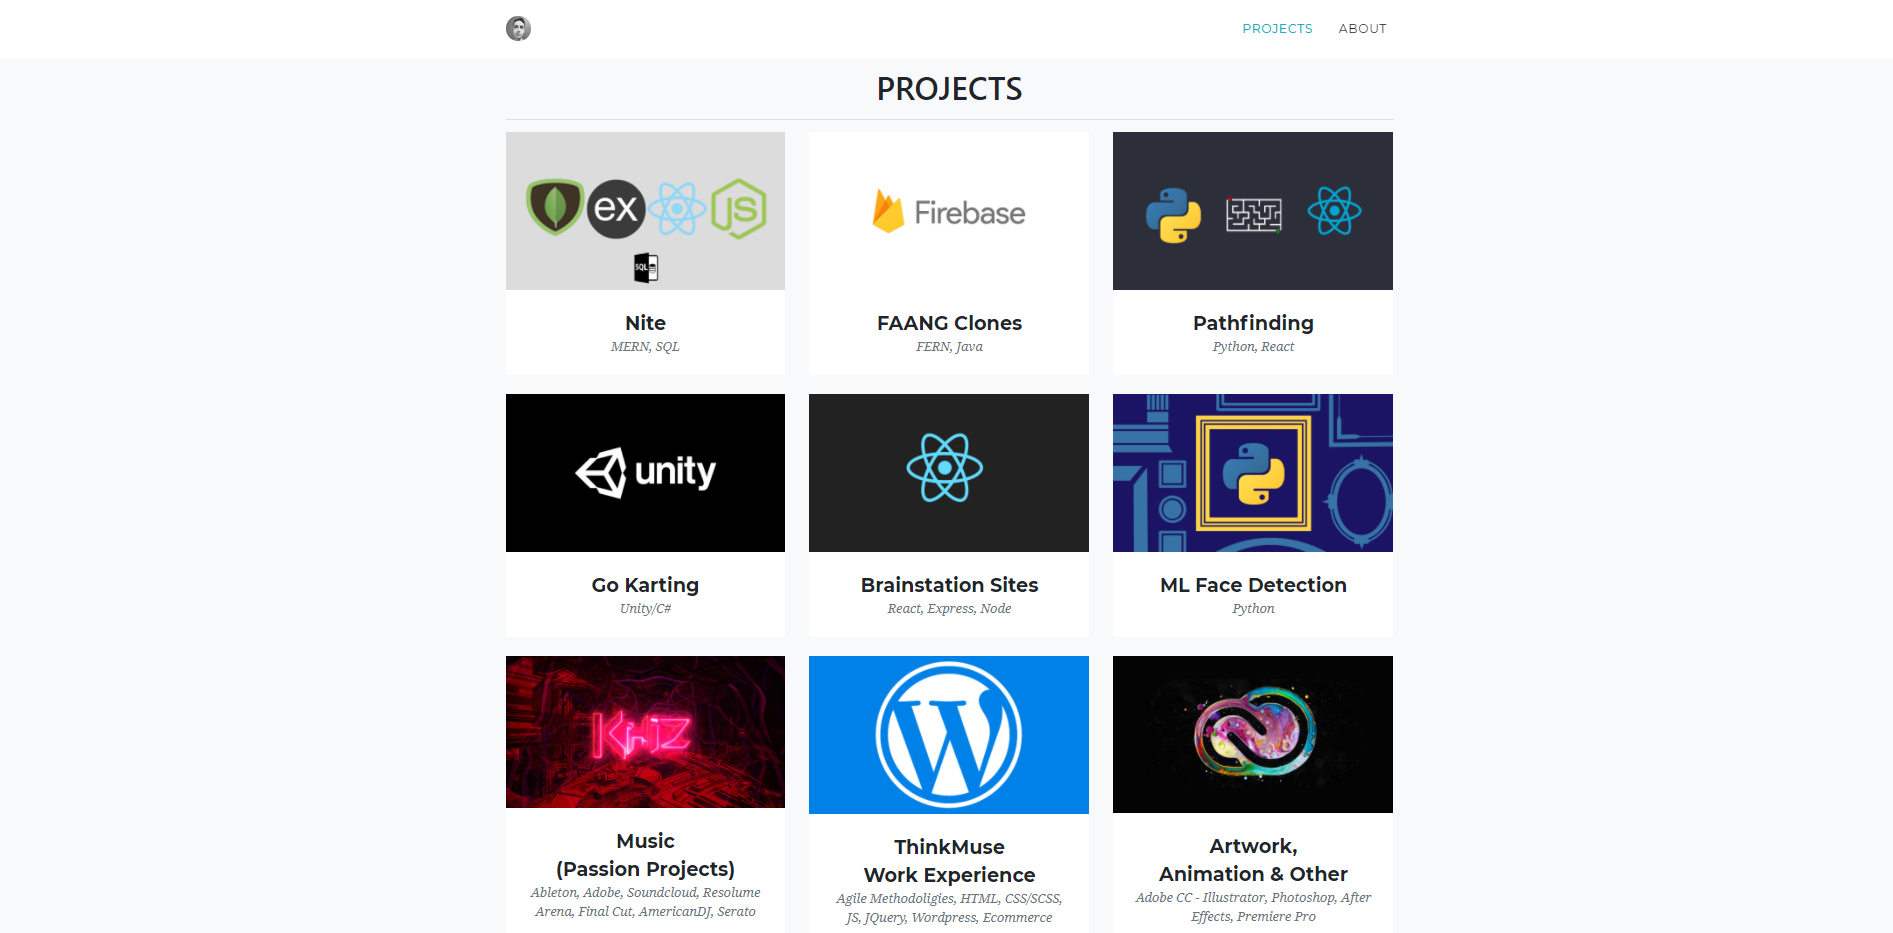 PROJECTS
ABOUT
PROJECTS
ex
JS
SQL
Nite
MERN, SQL
Firebase
FAANG Clones
FERN, Java
Pathfinding
Python, React
unity
Go Karting
Unity/C#
Brainstation Sites
React, Express, Node
ML Face Detection
Python
KHZ
Music
(Passion Projects)
Ableton, Adobe, Soundcloud, Resolume
Arena, Final Cut, AmericanDJ, Serato
W
ThinkMuse
Work Experience
Agile Methodoligies, HTML, CSS/SCSS,
JS, JQuery, Wordpress, Ecommerce
Artwork,
Animation & Other
Adobe CC - Illustrator, Photoshop, After
Effects, Premiere Pro